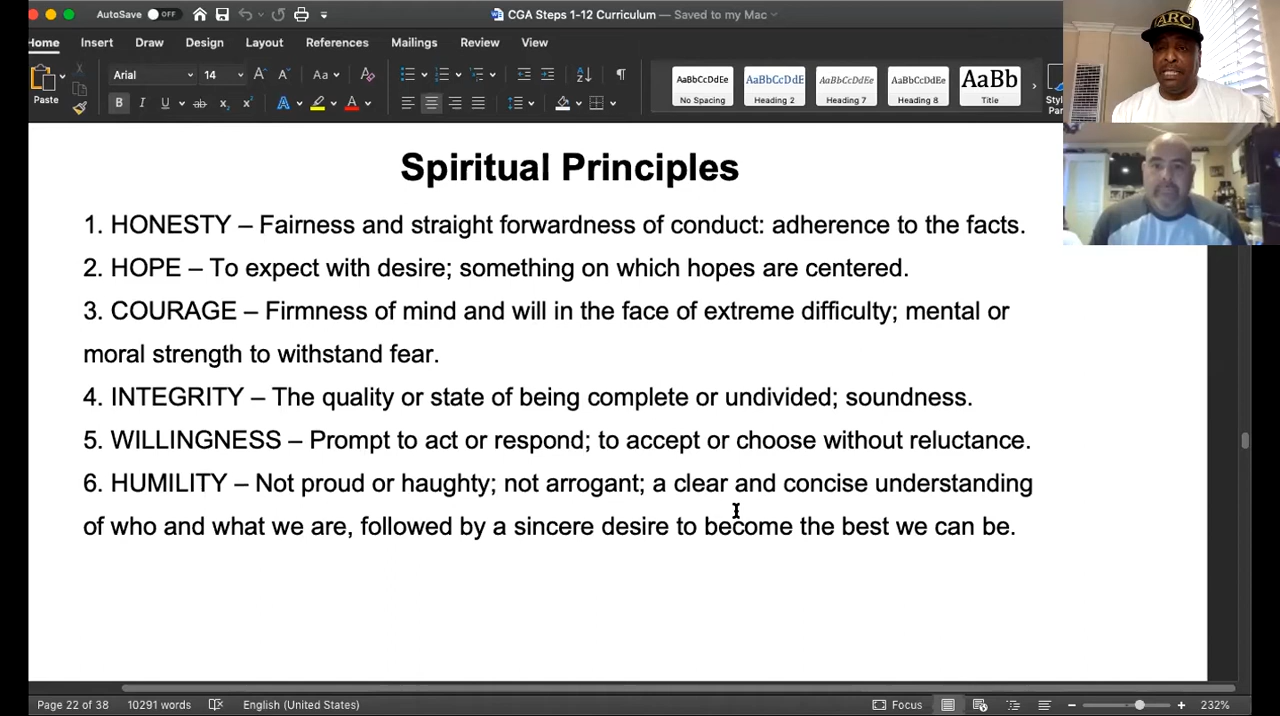 AutoSave OFF
CGA Steps 1-12 Curriculum — Saved to my Mac
Home Insert Draw Design Layout References Mailings Review View
Paste
Arial 14
AaBbCcDdEe No Spacing
AaBbCcDdE Heading 2
AaBbCcDdEe Heading 7
AaBbCcDdEe Heading 8
AaBb Title
ARC
Spiritual Principles
1. HONESTY – Fairness and straight forwardness of conduct: adherence to the facts.
2. HOPE – To expect with desire; something on which hopes are centered.
3. COURAGE – Firmness of mind and will in the face of extreme difficulty; mental or
moral strength to withstand fear.
4. INTEGRITY – The quality or state of being complete or undivided; soundness.
5. WILLINGNESS – Prompt to act or respond; to accept or choose without reluctance.
6. HUMILITY – Not proud or haughty; not arrogant; a clear and concise understanding
of who and what we are, followed by a sincere desire to become the best we can be.
Page 22 of 38 10291 words English (United States) Focus 232%